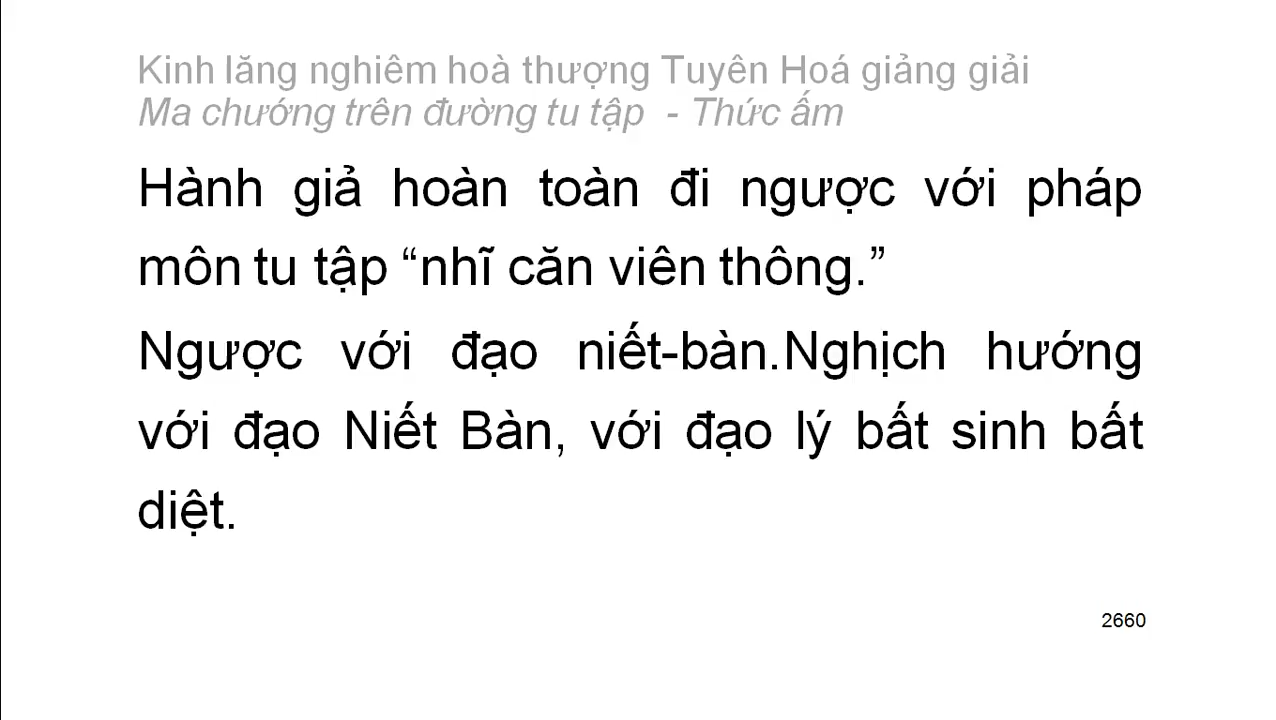 Kinh lăng nghiêm hoà thượng Tuyên Hoá giảng giải
Ma chướng trên đường tu tập - Thức ấm
Hành giả hoàn toàn đi ngược với pháp
môn tu tập “nhĩ căn viên thông.”
Ngược với đạo niết-bàn.Nghịch hướng
với đạo Niết Bàn, với đạo lý bất sinh bất
diệt.
2660